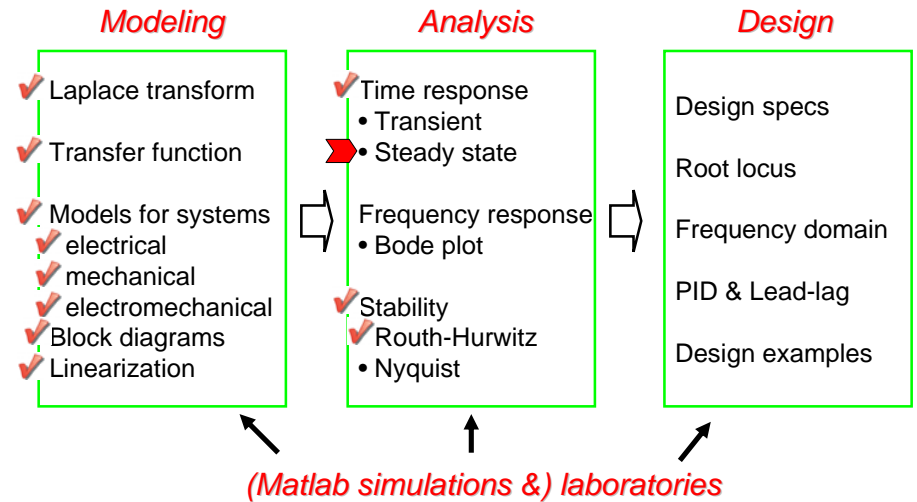 Modeling
Laplace transform
Transfer function
Models for systems
electrical
mechanical
electromechanical
Block diagrams
Linearization
Analysis
Time response
• Transient
• Steady state
Frequency response
• Bode plot
Stability
Routh-Hurwitz
• Nyquist
Design
Design specs
Root locus
Frequency domain
PID & Lead-lag
Design examples
(Matlab simulations &) laboratories